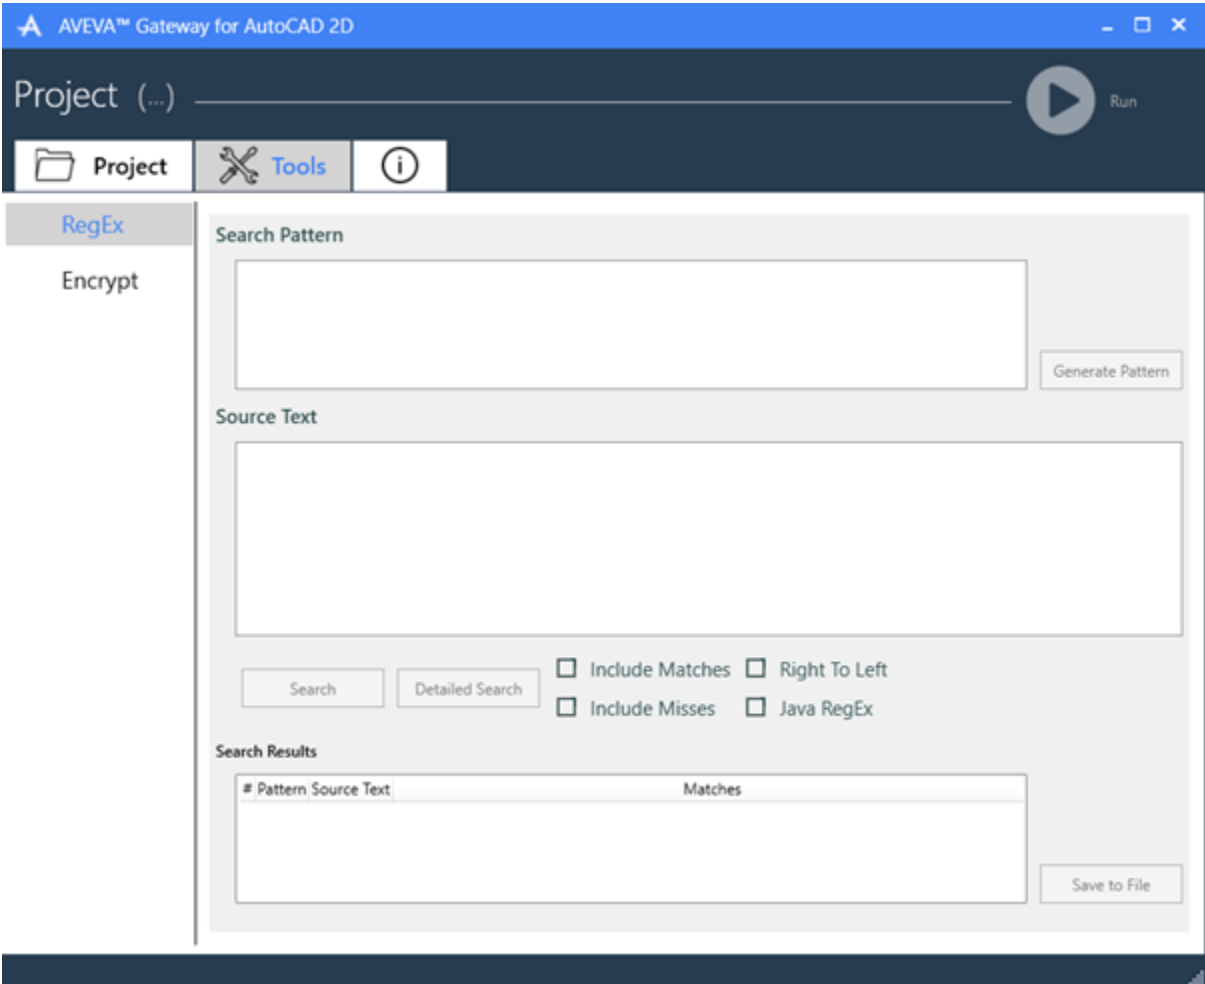 AVEVA™ Gateway for AutoCAD 2D
Project (...)
Run
Project
Tools
RegEx
Encrypt
Search Pattern
Generate Pattern
Source Text
Search
Detailed Search
Include Matches
Right To Left
Include Misses
Java RegEx
Search Results
# Pattern Source Text Matches
Save to File